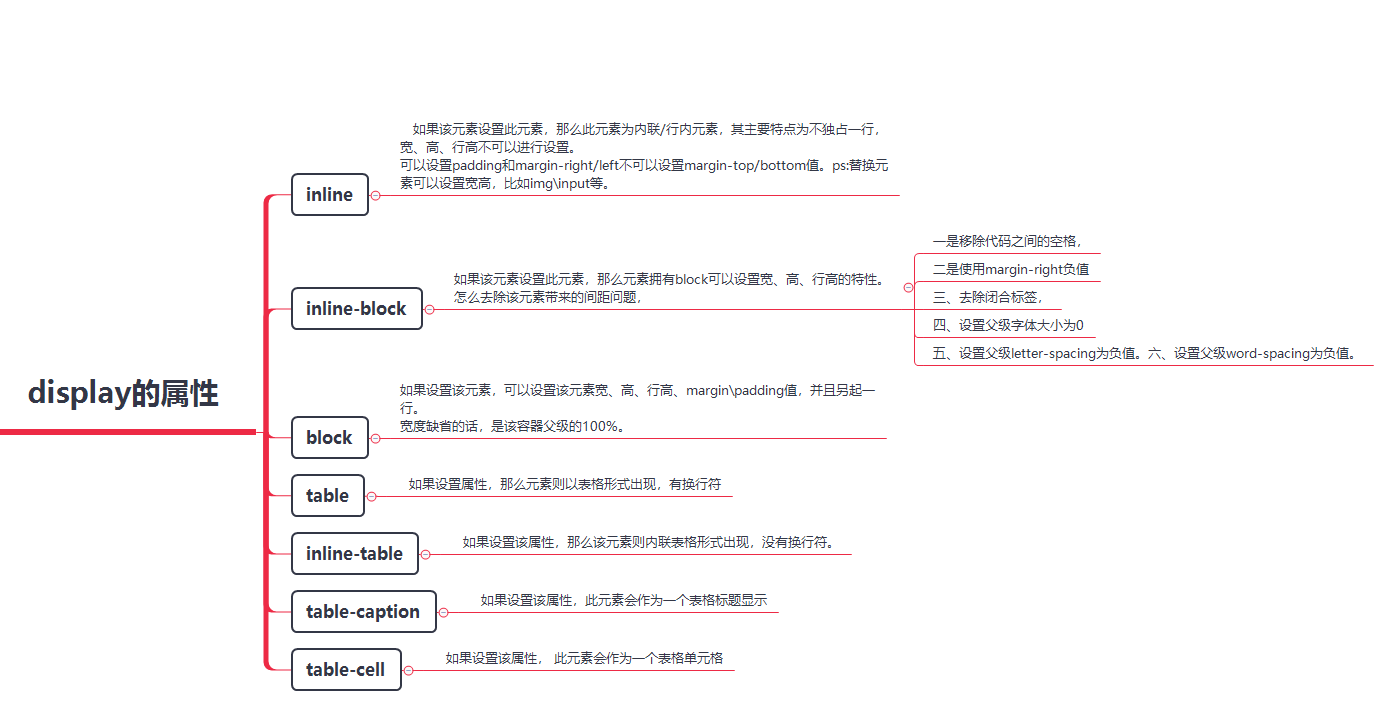 display的属性
inline
如果该元素设置此元素，那么此元素为内联/行内元素，其主要特点为不独占一行，
宽、高、行高不可以进行设置。
可以设置padding和margin-right/left不可以设置margin-top/bottom值。ps:替换元
素可以设置宽高，比如img\input等。
inline-block
如果该元素设置此元素，那么元素拥有block可以设置宽、高、行高的特性。
怎么去除该元素带来的间距问题，
一是移除代码之间的空格，
二是使用margin-right负值
三、去除闭合标签，
四、设置父级字体大小为0
五、设置父级letter-spacing为负值。六、设置父级word-spacing为负值。
block
如果设置该元素，可以设置该元素宽、高、行高、margin\padding值，并且另起一
行。
宽度缺省的话，是该容器父级的100%。
table
如果设置属性，那么元素则以表格形式出现，有换行符
inline-table
如果设置该属性，那么该元素则内联表格形式出现，没有换行符。
table-caption
如果设置该属性，此元素会作为一个表格标题显示
table-cell
如果设置该属性， 此元素会作为一个表格单元格